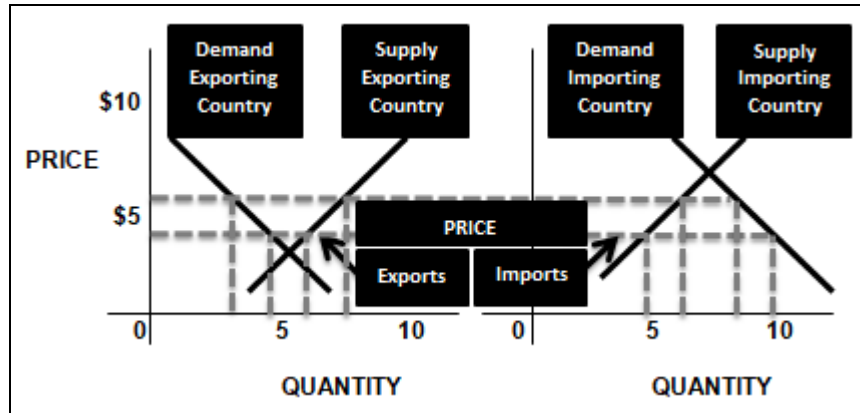 Demand
Exporting
Country
Supply
Exporting
Country
Demand
Importing
Country
Supply
Importing
Country
$10
PRICE
$5
PRICE
Exports
Imports
0
5
10
0
5
10
QUANTITY
QUANTITY